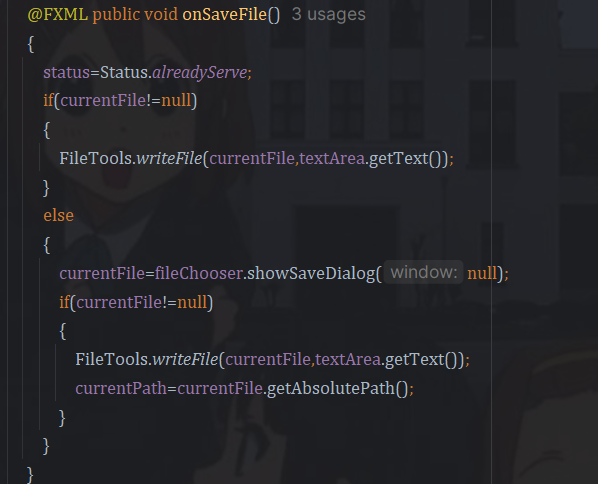 @FXML public void onSaveFile() 3 usages
{
status=Status.alreadyServe;
if(currentFile!=null)
{
FileTools.writeFile(currentFile,textArea.getText());
}
else
{
currentFile=fileChooser.showSaveDialog( window: null);
if(currentFile!=null)
{
FileTools.writeFile(currentFile,textArea.getText());
currentPath=currentFile.getAbsolutePath();
}
}
}